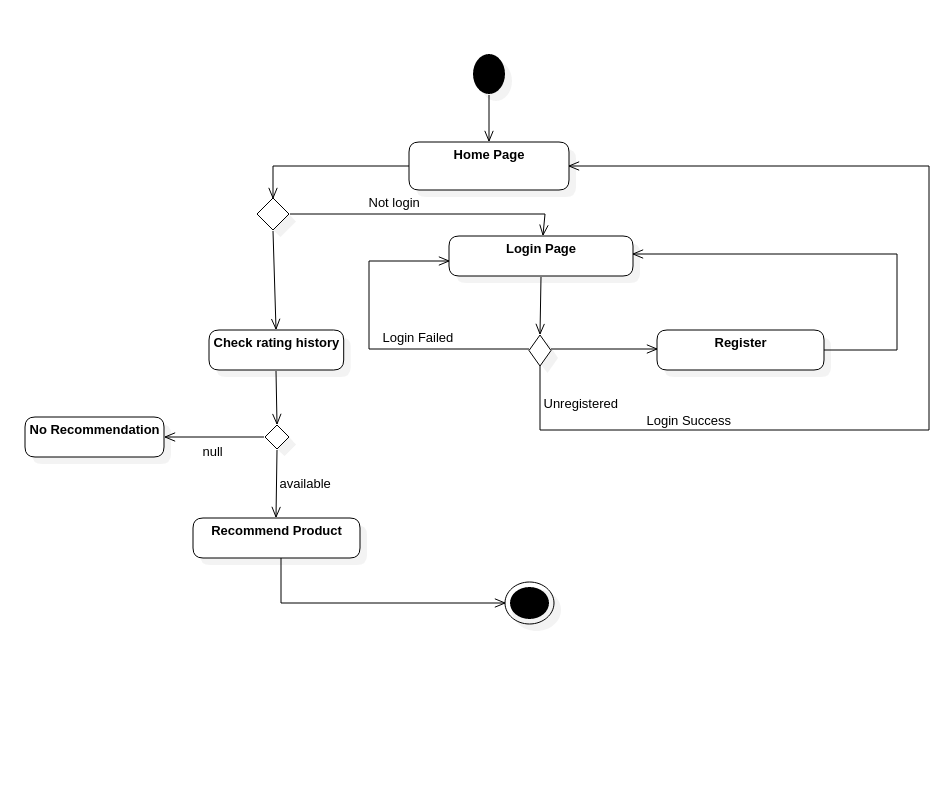 Home Page
Not login
Login Page
Login Failed
Check rating history
Register
Unregistered
Login Success
No Recommendation
null
available
Recommend Product